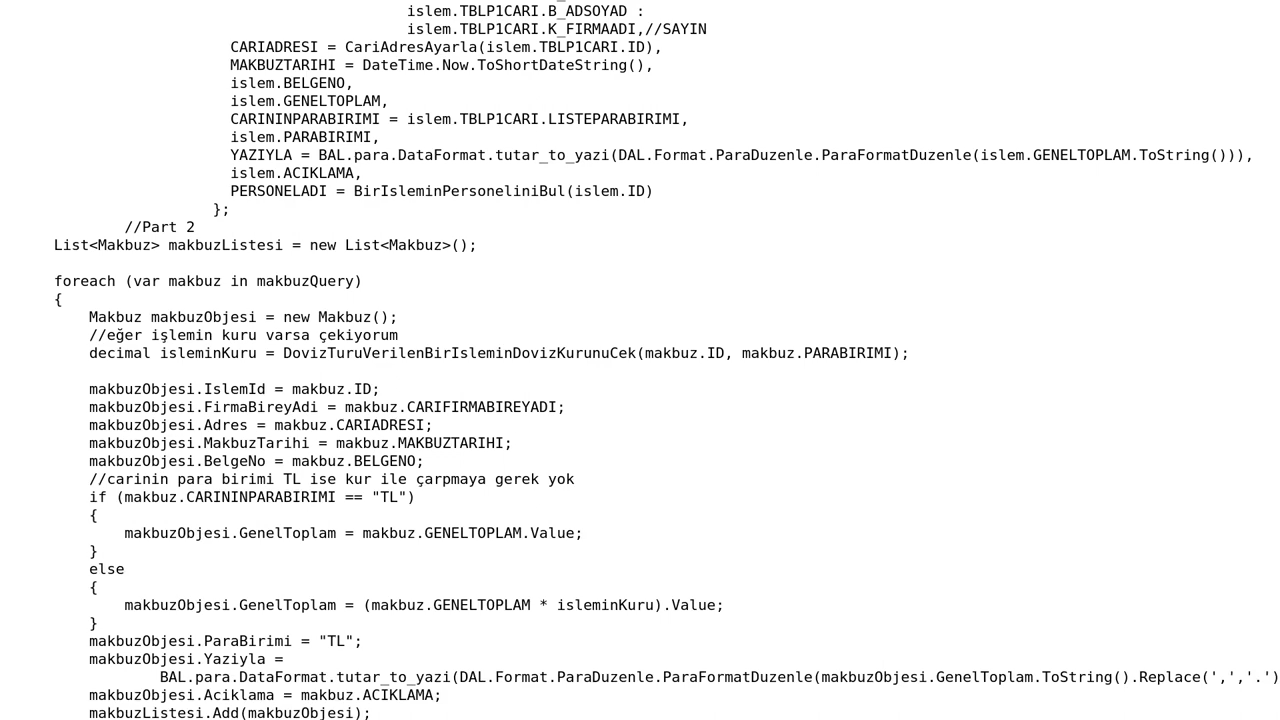 islem.TBLP1CARI.B_ADSOYAD :
islem.TBLP1CARI.K_FIRMAADI,//SAYIN
CARIADRESI = CariAdresAyarla(islem.TBLP1CARI.ID),
MAKBUZTARIHI = DateTime.Now.ToShortDateString(),
islem.BELGENO,
islem.GENELTOPLAM,
CARININPARABIRIMI = islem.TBLP1CARI.LISTEPARABIRIMI,
islem.PARABIRIMI,
YAZIYLA = BAL.para.DataFormat.tutar_to_yazi(DAL.Format.ParaDuzenle.ParaFormatDuzenle(islem.GENELTOPLAM.ToString())),
islem.ACIKLAMA,
PERSONELADI = BirIsleminPersoneliniBul(islem.ID)
};
//Part 2
List<Makbuz> makbuzListesi = new List<Makbuz>();
foreach (var makbuz in makbuzQuery)
{
Makbuz makbuzObjesi = new Makbuz();
//eğer işlemin kuru varsa çekiyorum
decimal isleminKuru = DovizTuruVerilenBirIsleminDovizKurunuCek(makbuz.ID, makbuz.PARABIRIMI);
makbuzObjesi.IslemId = makbuz.ID;
makbuzObjesi.FirmaBireyAdi = makbuz.CARIFIRMABIREYADI;
makbuzObjesi.Adres = makbuz.CARIADRESI;
makbuzObjesi.MakbuzTarihi = makbuz.MAKBUZTARIHI;
makbuzObjesi.BelgeNo = makbuz.BELGENO;
//carinin para birimi TL ise kur ile çarpmaya gerek yok
if (makbuz.CARININPARABIRIMI == "TL")
{
makbuzObjesi.GenelToplam = makbuz.GENELTOPLAM.Value;
}
else
{
makbuzObjesi.GenelToplam = (makbuz.GENELTOPLAM * isleminKuru).Value;
}
makbuzObjesi.ParaBirimi = "TL";
makbuzObjesi.Yaziyla =
BAL.para.DataFormat.tutar_to_yazi(DAL.Format.ParaDuzenle.ParaFormatDuzenle(makbuzObjesi.GenelToplam.ToString().Replace(',','.')
makbuzObjesi.Aciklama = makbuz.ACIKLAMA;
makbuzListesi.Add(makbuzObjesi);